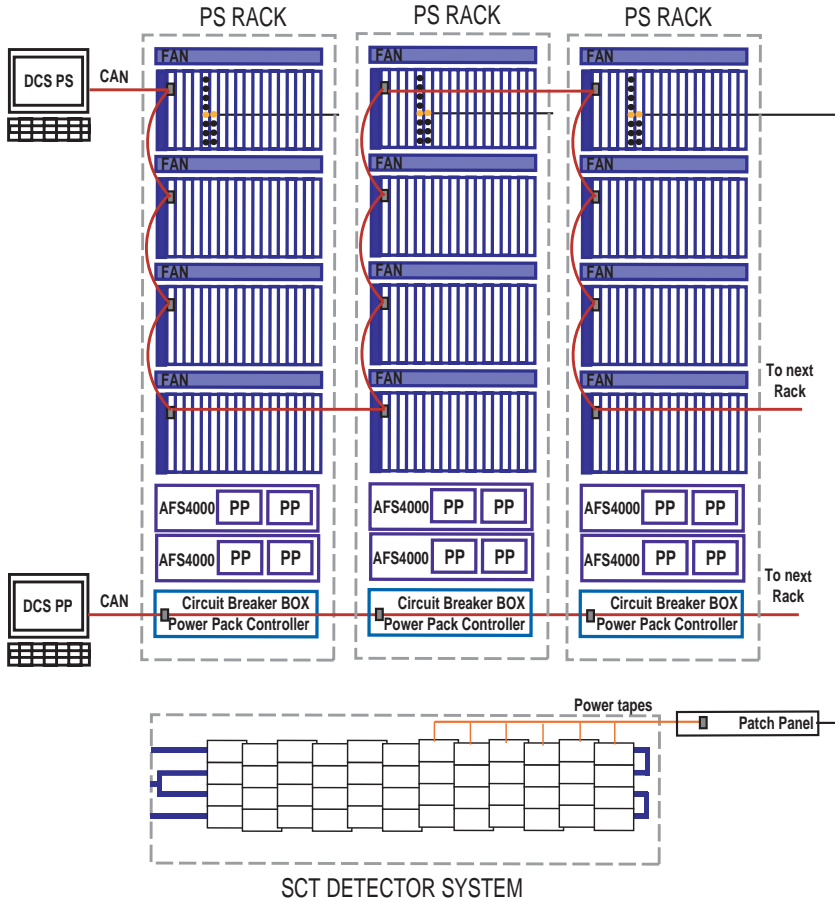 PS RACK
PS RACK
PS RACK
DCS PS
CAN
FAN
FAN
FAN
FAN
FAN
FAN
FAN
FAN
FAN
FAN
FAN
FAN
To next
Rack
AFS4000 PP PP
AFS4000 PP PP
AFS4000 PP PP
AFS4000 PP PP
AFS4000 PP PP
AFS4000 PP PP
DCS PP
CAN
Circuit Breaker BOX
Power Pack Controller
Circuit Breaker BOX
Power Pack Controller
Circuit Breaker BOX
Power Pack Controller
To next
Rack
Power tapes
Patch Panel
SCT DETECTOR SYSTEM